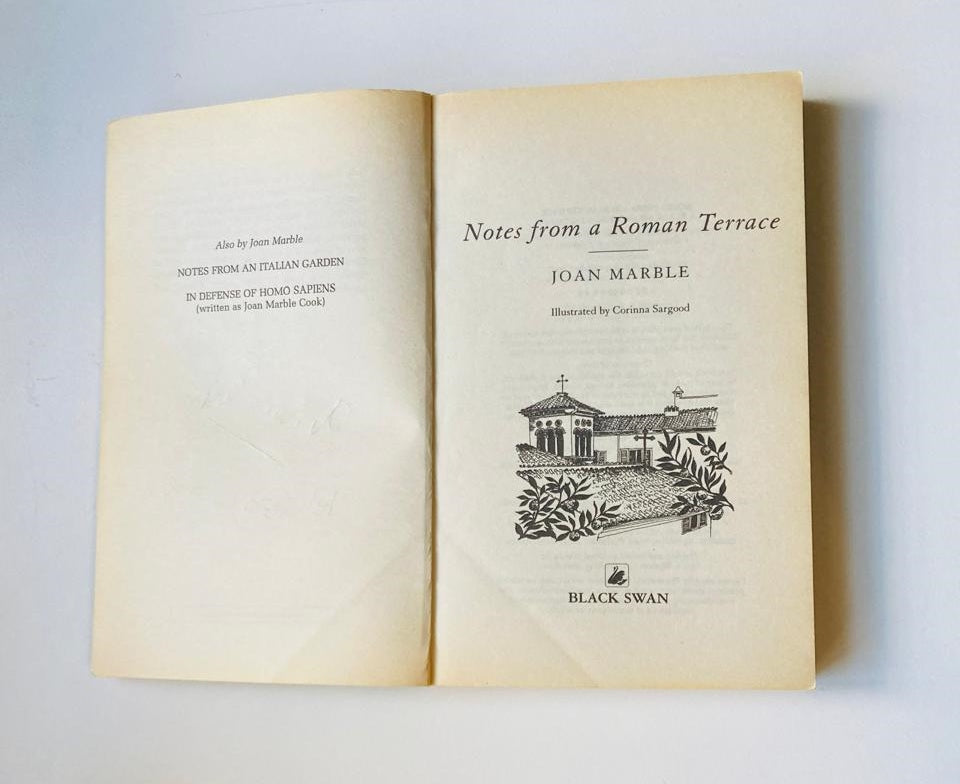 Also by Joan Marble
NOTES FROM AN ITALIAN GARDEN
IN DEFENSE OF HOMO SAPIENS
(written as Joan Marble Cook)
Notes from a Roman Terrace
JOAN MARBLE
Illustrated by Corinna Sargood
BLACK SWAN